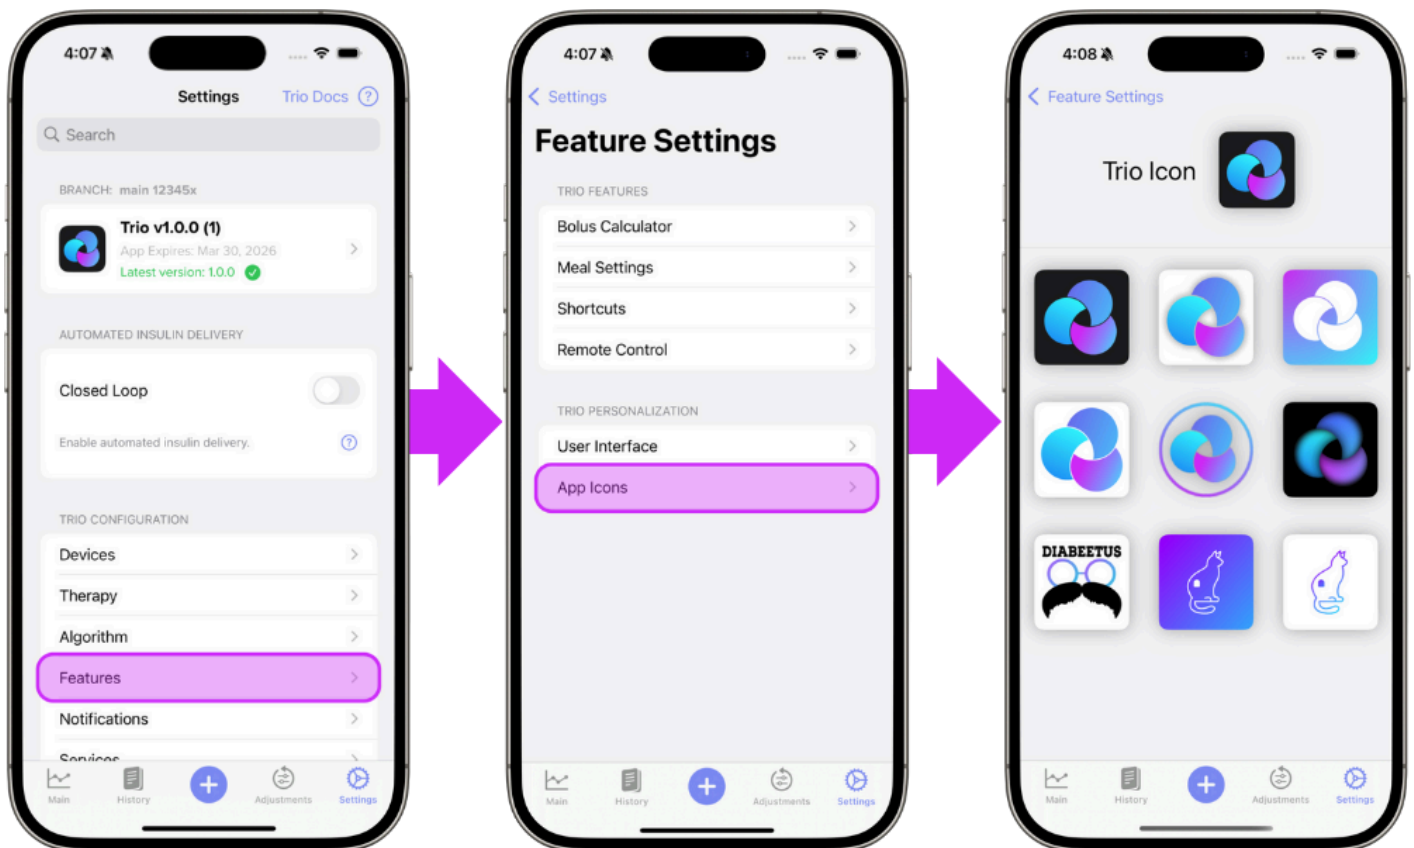 4:07
Settings
Trio Docs ?
Search
BRANCH: main 12345x
Trio v1.0.0 (1)
App Expires: Mar 30, 2026
Latest version: 1.0.0
AUTOMATED INSULIN DELIVERY
Closed Loop
Enable automated insulin delivery. ?
TRIO CONFIGURATION
Devices
Therapy
Algorithm
Features
Notifications
Services
Main History Adjustments Settings
4:07
Settings
Feature Settings
TRIO FEATURES
Bolus Calculator
Meal Settings
Shortcuts
Remote Control
TRIO PERSONALIZATION
User Interface
App Icons
Main History Adjustments Settings
4:08
Feature Settings
Trio Icon
DIABEETUS
Main History Adjustments Settings